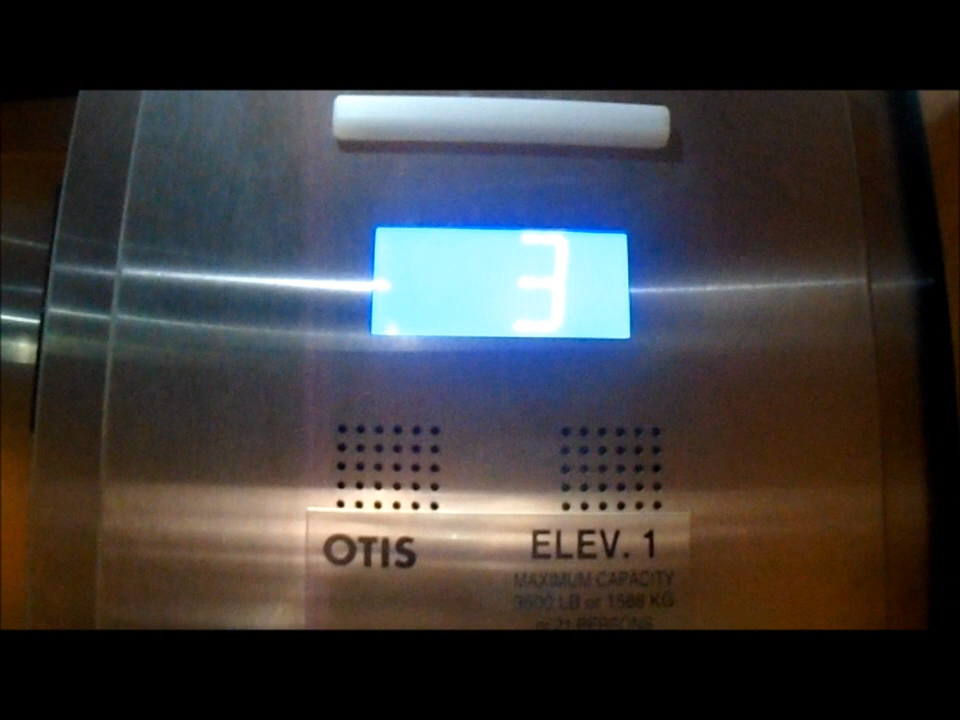 3
OTIS
ELEV. 1
MAXIMUM CAPACITY
3500 LB or 1588 KG
or 21 PERSONS